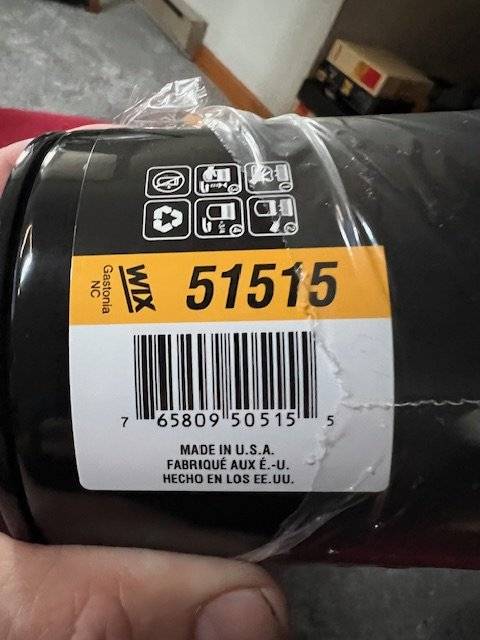 WIX
Gastonia
NC
51515
7 65809 50515 5
MADE IN U.S.A.
FABRIQUÉ AUX É.-U.
HECHO EN LOS EE.UU.